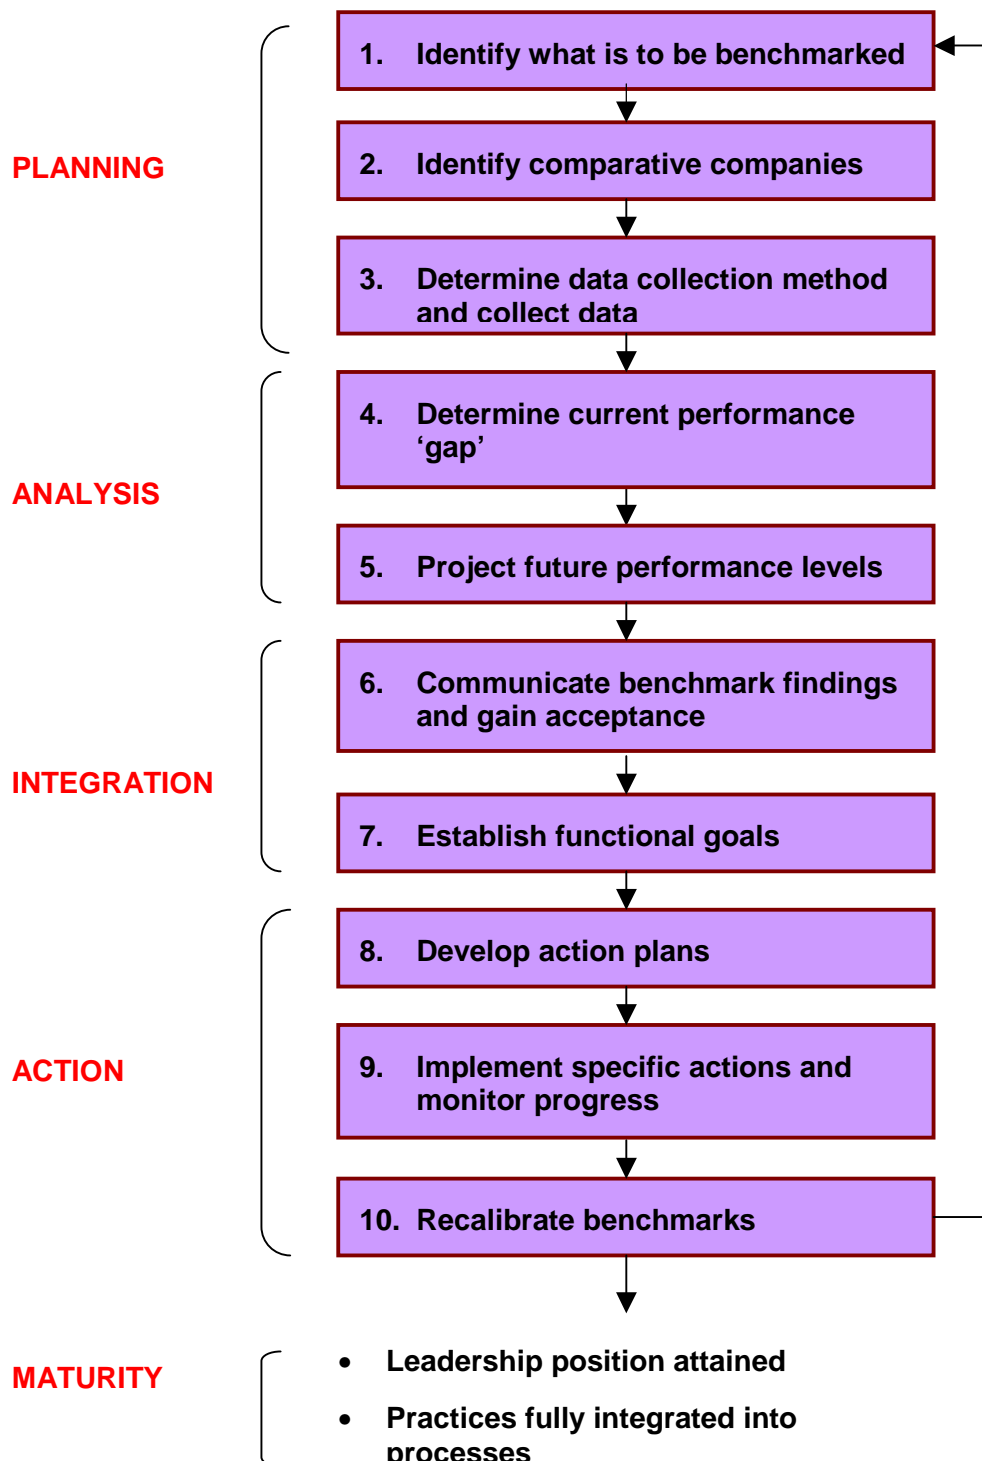 1. Identify what is to be benchmarked
PLANNING
2. Identify comparative companies
3. Determine data collection method
and collect data
4. Determine current performance
‘gap’
ANALYSIS
5. Project future performance levels
6. Communicate benchmark findings
and gain acceptance
INTEGRATION
7. Establish functional goals
8. Develop action plans
ACTION
9. Implement specific actions and
monitor progress
10. Recalibrate benchmarks
MATURITY
• Leadership position attained
• Practices fully integrated into
processes